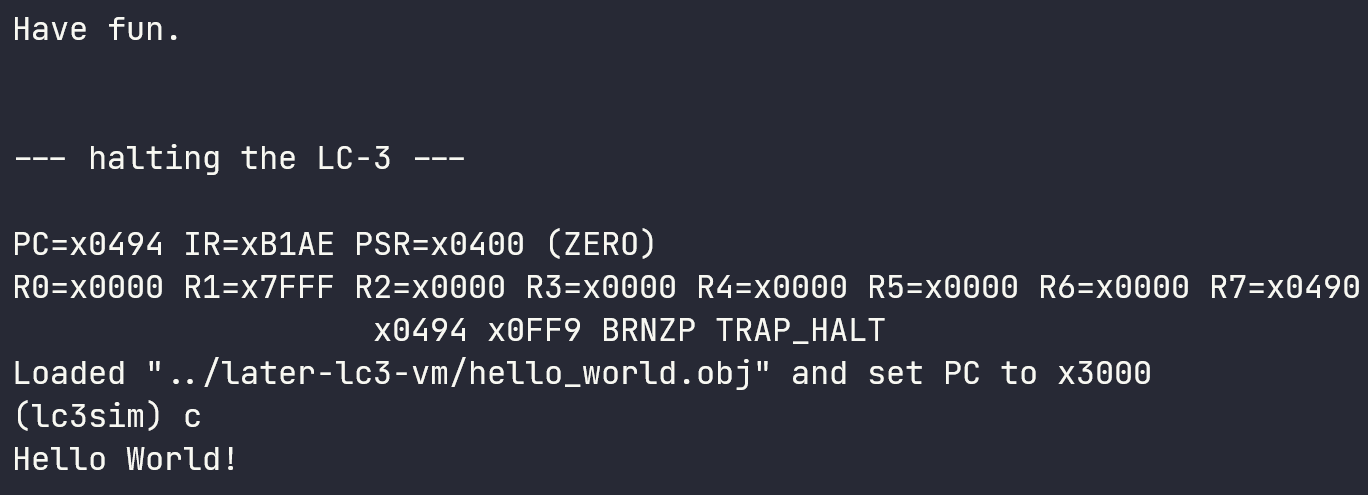 Have fun.
--- halting the LC-3 ---
PC=x0494 IR=xB1AE PSR=x0400 (ZERO)
R0=x0000 R1=x7FFF R2=x0000 R3=x0000 R4=x0000 R5=x0000 R6=x0000 R7=x0490
x0494 x0FF9 BRNZP TRAP_HALT
Loaded "../later-lc3-vm/hello_world.obj" and set PC to x3000
(lc3sim) c
Hello World!